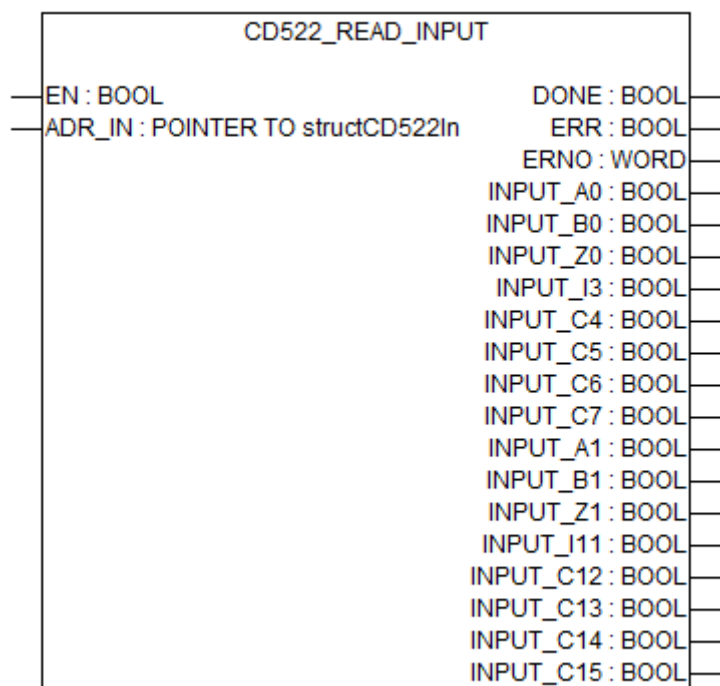 CD522_READ_INPUT
EN : BOOL DONE : BOOL
ADR_IN : POINTER TO structCD522In ERR : BOOL
ERNO : WORD
INPUT_A0 : BOOL
INPUT_B0 : BOOL
INPUT_Z0 : BOOL
INPUT_I3 : BOOL
INPUT_C4 : BOOL
INPUT_C5 : BOOL
INPUT_C6 : BOOL
INPUT_C7 : BOOL
INPUT_A1 : BOOL
INPUT_B1 : BOOL
INPUT_Z1 : BOOL
INPUT_I11 : BOOL
INPUT_C12 : BOOL
INPUT_C13 : BOOL
INPUT_C14 : BOOL
INPUT_C15 : BOOL